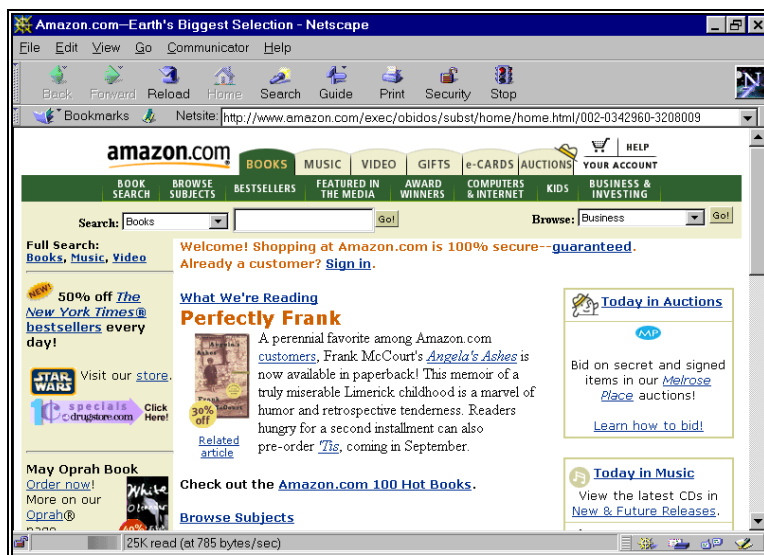 Amazon.com—Earth's Biggest Selection - Netscape
File Edit View Go Communicator Help
Back Forward Reload Home Search Guide Print Security Stop
N
Bookmarks Netsite: http://www.amazon.com/exec/obidos/subst/home/home.html/002-0342960-3208009
amazon.com BOOKS MUSIC VIDEO GIFTS e-CARDS AUCTIONS HELP
YOUR ACCOUNT
BOOK SEARCH BROWSE SUBJECTS BESTSELLERS FEATURED IN THE MEDIA AWARD WINNERS COMPUTERS & INTERNET KIDS BUSINESS & INVESTING
Search: Books Go! Browse: Business Go!
Full Search:
Books, Music, Video
NEW! 50% off The
New York Times®
bestsellers every
day!
STAR WARS Visit our store.
1¢ specials
drugstore.com
Click Here!
May Oprah Book
Order now!
More on our
Oprah®
page
White
Oleander
40%
Welcome! Shopping at Amazon.com is 100% secure--guaranteed.
Already a customer? Sign in.
What We're Reading
Perfectly Frank
Angela's
Ashes
Frank
McCourt
30%
off
Related
article
A perennial favorite among Amazon.com
customers, Frank McCourt's Angela's Ashes is
now available in paperback! This memoir of a
truly miserable Limerick childhood is a marvel of
humor and retrospective tenderness. Readers
hungry for a second installment can also
pre-order 'Tis, coming in September.
Check out the Amazon.com 100 Hot Books.
Browse Subjects
Today in Auctions
MP
Bid on secret and signed
items in our Melrose
Place auctions!
Learn how to bid!
Today in Music
View the latest CDs in
New & Future Releases.
25K read (at 785 bytes/sec)